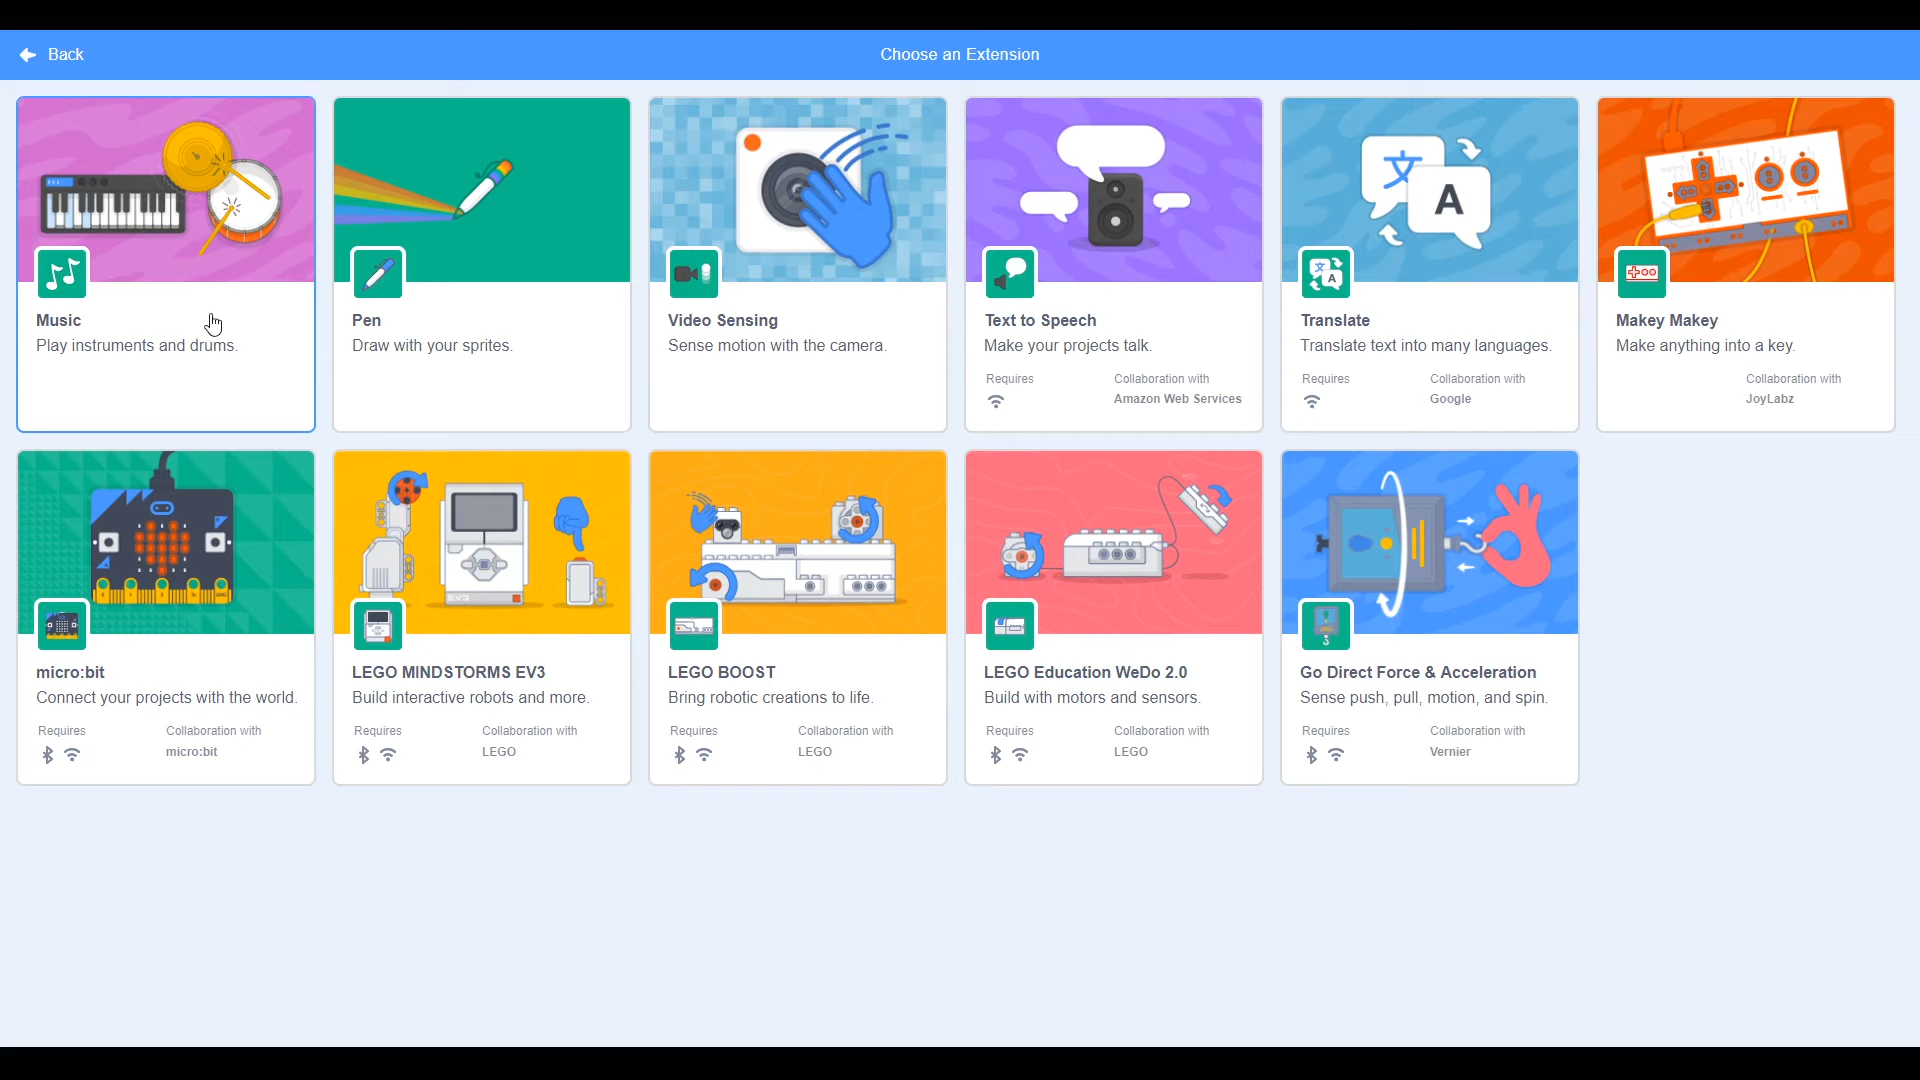 Back
Choose an Extension
Music
Play instruments and drums.
Pen
Draw with your sprites.
Video Sensing
Sense motion with the camera.
Text to Speech
Make your projects talk.
Requires
Collaboration with
Amazon Web Services
文
A
Translate
Translate text into many languages.
Requires
Collaboration with
Google
Makey Makey
Make anything into a key.
Collaboration with
JoyLabz
micro:bit
Connect your projects with the world.
Requires
Collaboration with
micro:bit
EV3
LEGO MINDSTORMS EV3
Build interactive robots and more.
Requires
Collaboration with
LEGO
LEGO BOOST
Bring robotic creations to life.
Requires
Collaboration with
LEGO
LEGO Education WeDo 2.0
Build with motors and sensors.
Requires
Collaboration with
LEGO
Go Direct Force & Acceleration
Sense push, pull, motion, and spin.
Requires
Collaboration with
Vernier